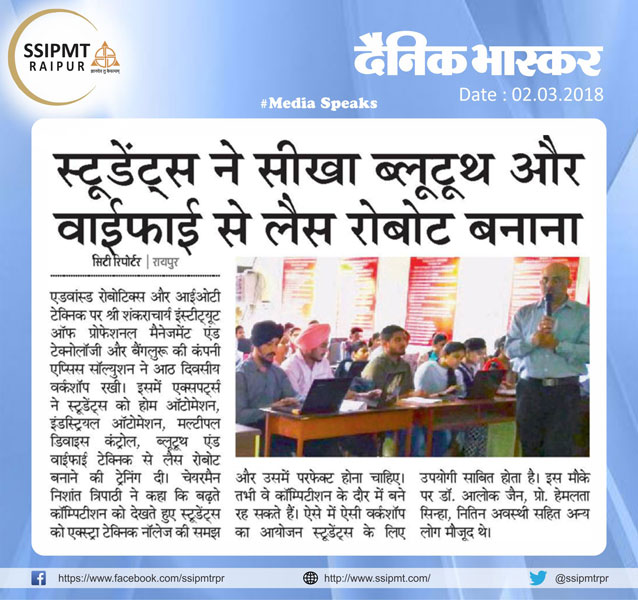 SSIPMT
RAIPUR
ज्ञानदेव तु कैवल्यम्
दैनिक भास्कर
Date : 02.03.2018
#Media Speaks
स्टूडेंट्स ने सीखा ब्लूटूथ और
वाईफाई से लैस रोबोट बनाना
सिटी रिपोर्टर | रायपुर
एडवांस्ड रोबोटिक्स और आईओटी
टेक्निक पर श्री शंकराचार्य इंस्टीट्यूट
ऑफ प्रोफेशनल मैनेजमेंट एंड
टेक्नोलॉजी और बैंगलुरू की कंपनी
एप्सिस सॉल्युशन ने आठ दिवसीय
वर्कशॉप रखी। इसमें एक्सपर्ट्स
ने स्टूडेंट्स को होम ऑटोमेशन,
इंडस्ट्रियल ऑटोमेशन, मल्टीपल
डिवाइस कंट्रोल, ब्लूटूथ एंड
वाईफाई टेक्निक से लैस रोबोट
बनाने की ट्रेनिंग दी। चेयरमैन
निशांत त्रिपाठी ने कहा कि बढ़ते
कॉम्पिटीशन को देखते हुए स्टूडेंट्स
को एक्स्ट्रा टेक्निक नॉलेज की समझ
और उसमें परफेक्ट होना चाहिए।
तभी वे कॉम्पिटीशन के दौर में बने
रह सकते हैं। ऐसे में ऐसी वर्कशॉप
का आयोजन स्टूडेंट्स के लिए
उपयोगी साबित होता है। इस मौके
पर डॉ. आलोक जैन, प्रो. हेमलता
सिन्हा, नितिन अवस्थी सहित अन्य
लोग मौजूद थे।
https://www.facebook.com/ssipmtrpr
http://www.ssipmt.com/
@ssipmtrpr